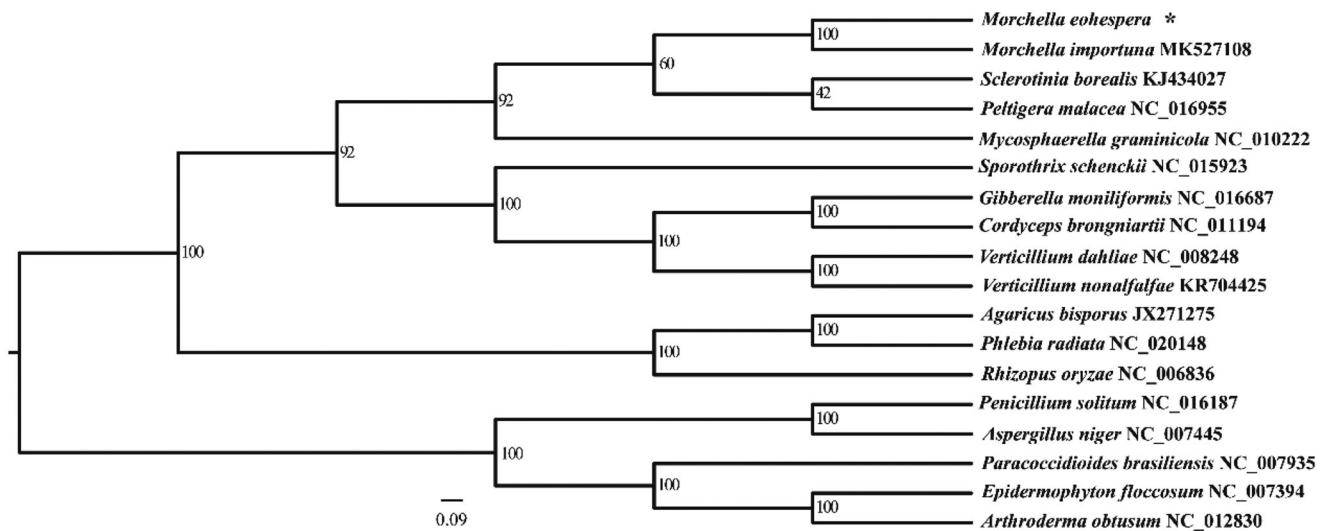 Morchella eohespera *
100
Morchella importuna MK527108
60
Sclerotinia borealis KJ434027
42
92
Peltigera malacea NC_016955
Mycosphaerella graminicola NC_010222
92
Sporothrix schenckii NC_015923
Gibberella moniliformis NC_016687
100
100
Cordyceps brongniartii NC_011194
100
100
Verticillium dahliae NC_008248
100
Verticillium nonalfalfae KR704425
Agaricus bisporus JX271275
100
Phlebia radiata NC_020148
100
Rhizopus oryzae NC_006836
Penicillium solitum NC_016187
100
Aspergillus niger NC_007445
100
Paracoccidioides brasiliensis NC_007935
100
Epidermophyton floccosum NC_007394
100
Arthroderma obtusum NC_012830
0.09